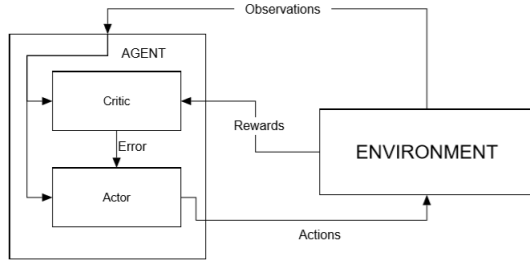 Observations
AGENT
Critic
Rewards
Error
ENVIRONMENT
Actor
Actions